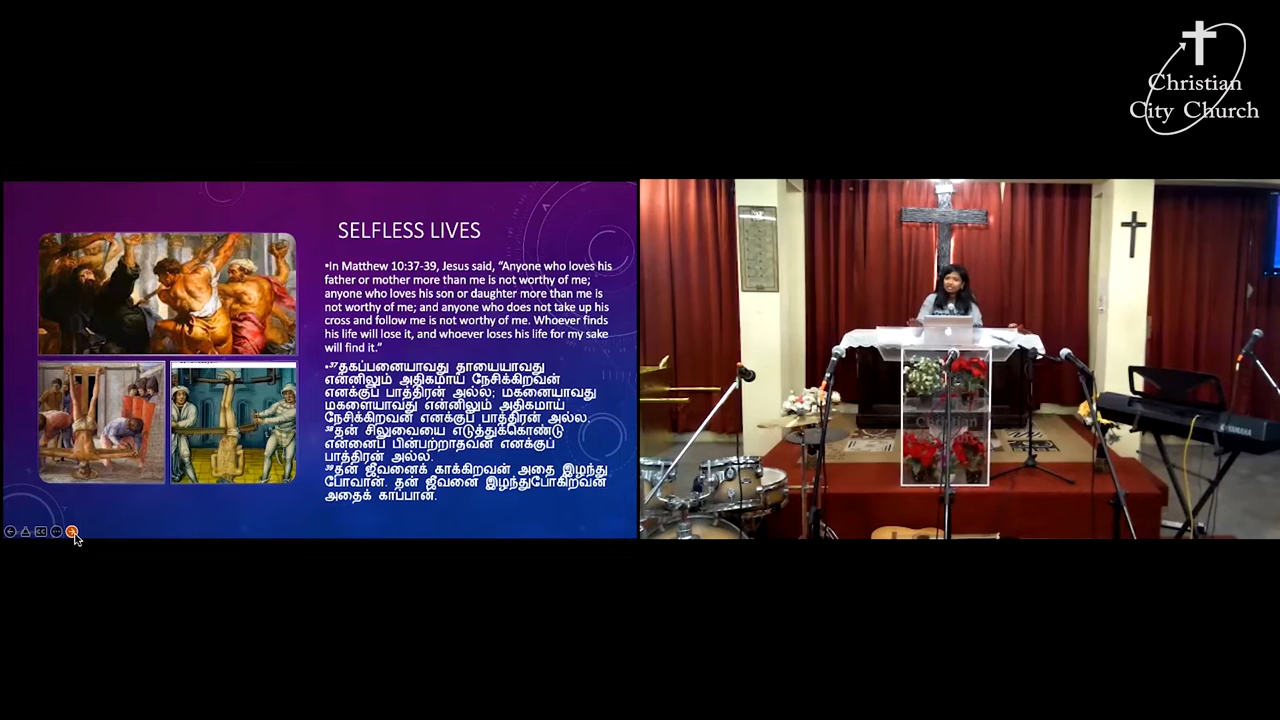 Christian
City Church
SELFLESS LIVES
•In Matthew 10:37-39, Jesus said, “Anyone who loves his
father or mother more than me is not worthy of me;
anyone who loves his son or daughter more than me is
not worthy of me; and anyone who does not take up his
cross and follow me is not worthy of me. Whoever finds
his life will lose it, and whoever loses his life for my sake
will find it.”
•37தகப்பனையாவது தாயையாவது
என்னிலும் அதிகமாய் நேசிக்கிறவன்
எனக்குப் பாத்திரன் அல்ல; மகனையாவது
மகளையாவது என்னிலும் அதிகமாய்
நேசிக்கிறவன் எனக்குப் பாத்திரன் அல்ல.
38தன் சிலுவையை எடுத்துக்கொண்டு
என்னைப் பின்பற்றாதவன் எனக்குப்
பாத்திரன் அல்ல.
39தன் ஜீவனைக் காக்கிறவன் அதை இழந்து
போவான். தன் ஜீவனை இழந்துபோகிறவன்
அதைக் காப்பான்.
Christian
YAMAHA